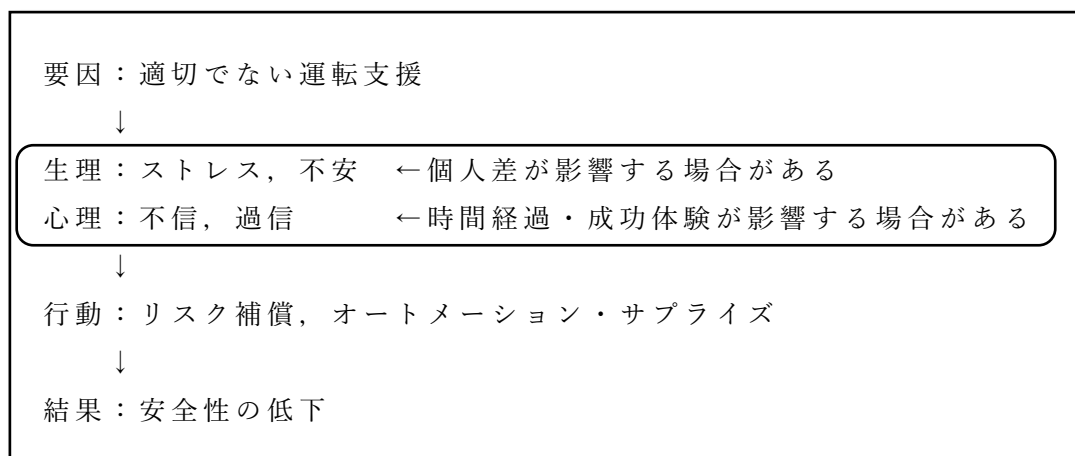 要因：適切でない運転支援
↓
生理：ストレス，不安　←個人差が影響する場合がある
心理：不信，過信　←時間経過・成功体験が影響する場合がある
↓
行動：リスク補償，オートメーション・サプライズ
↓
結果：安全性の低下